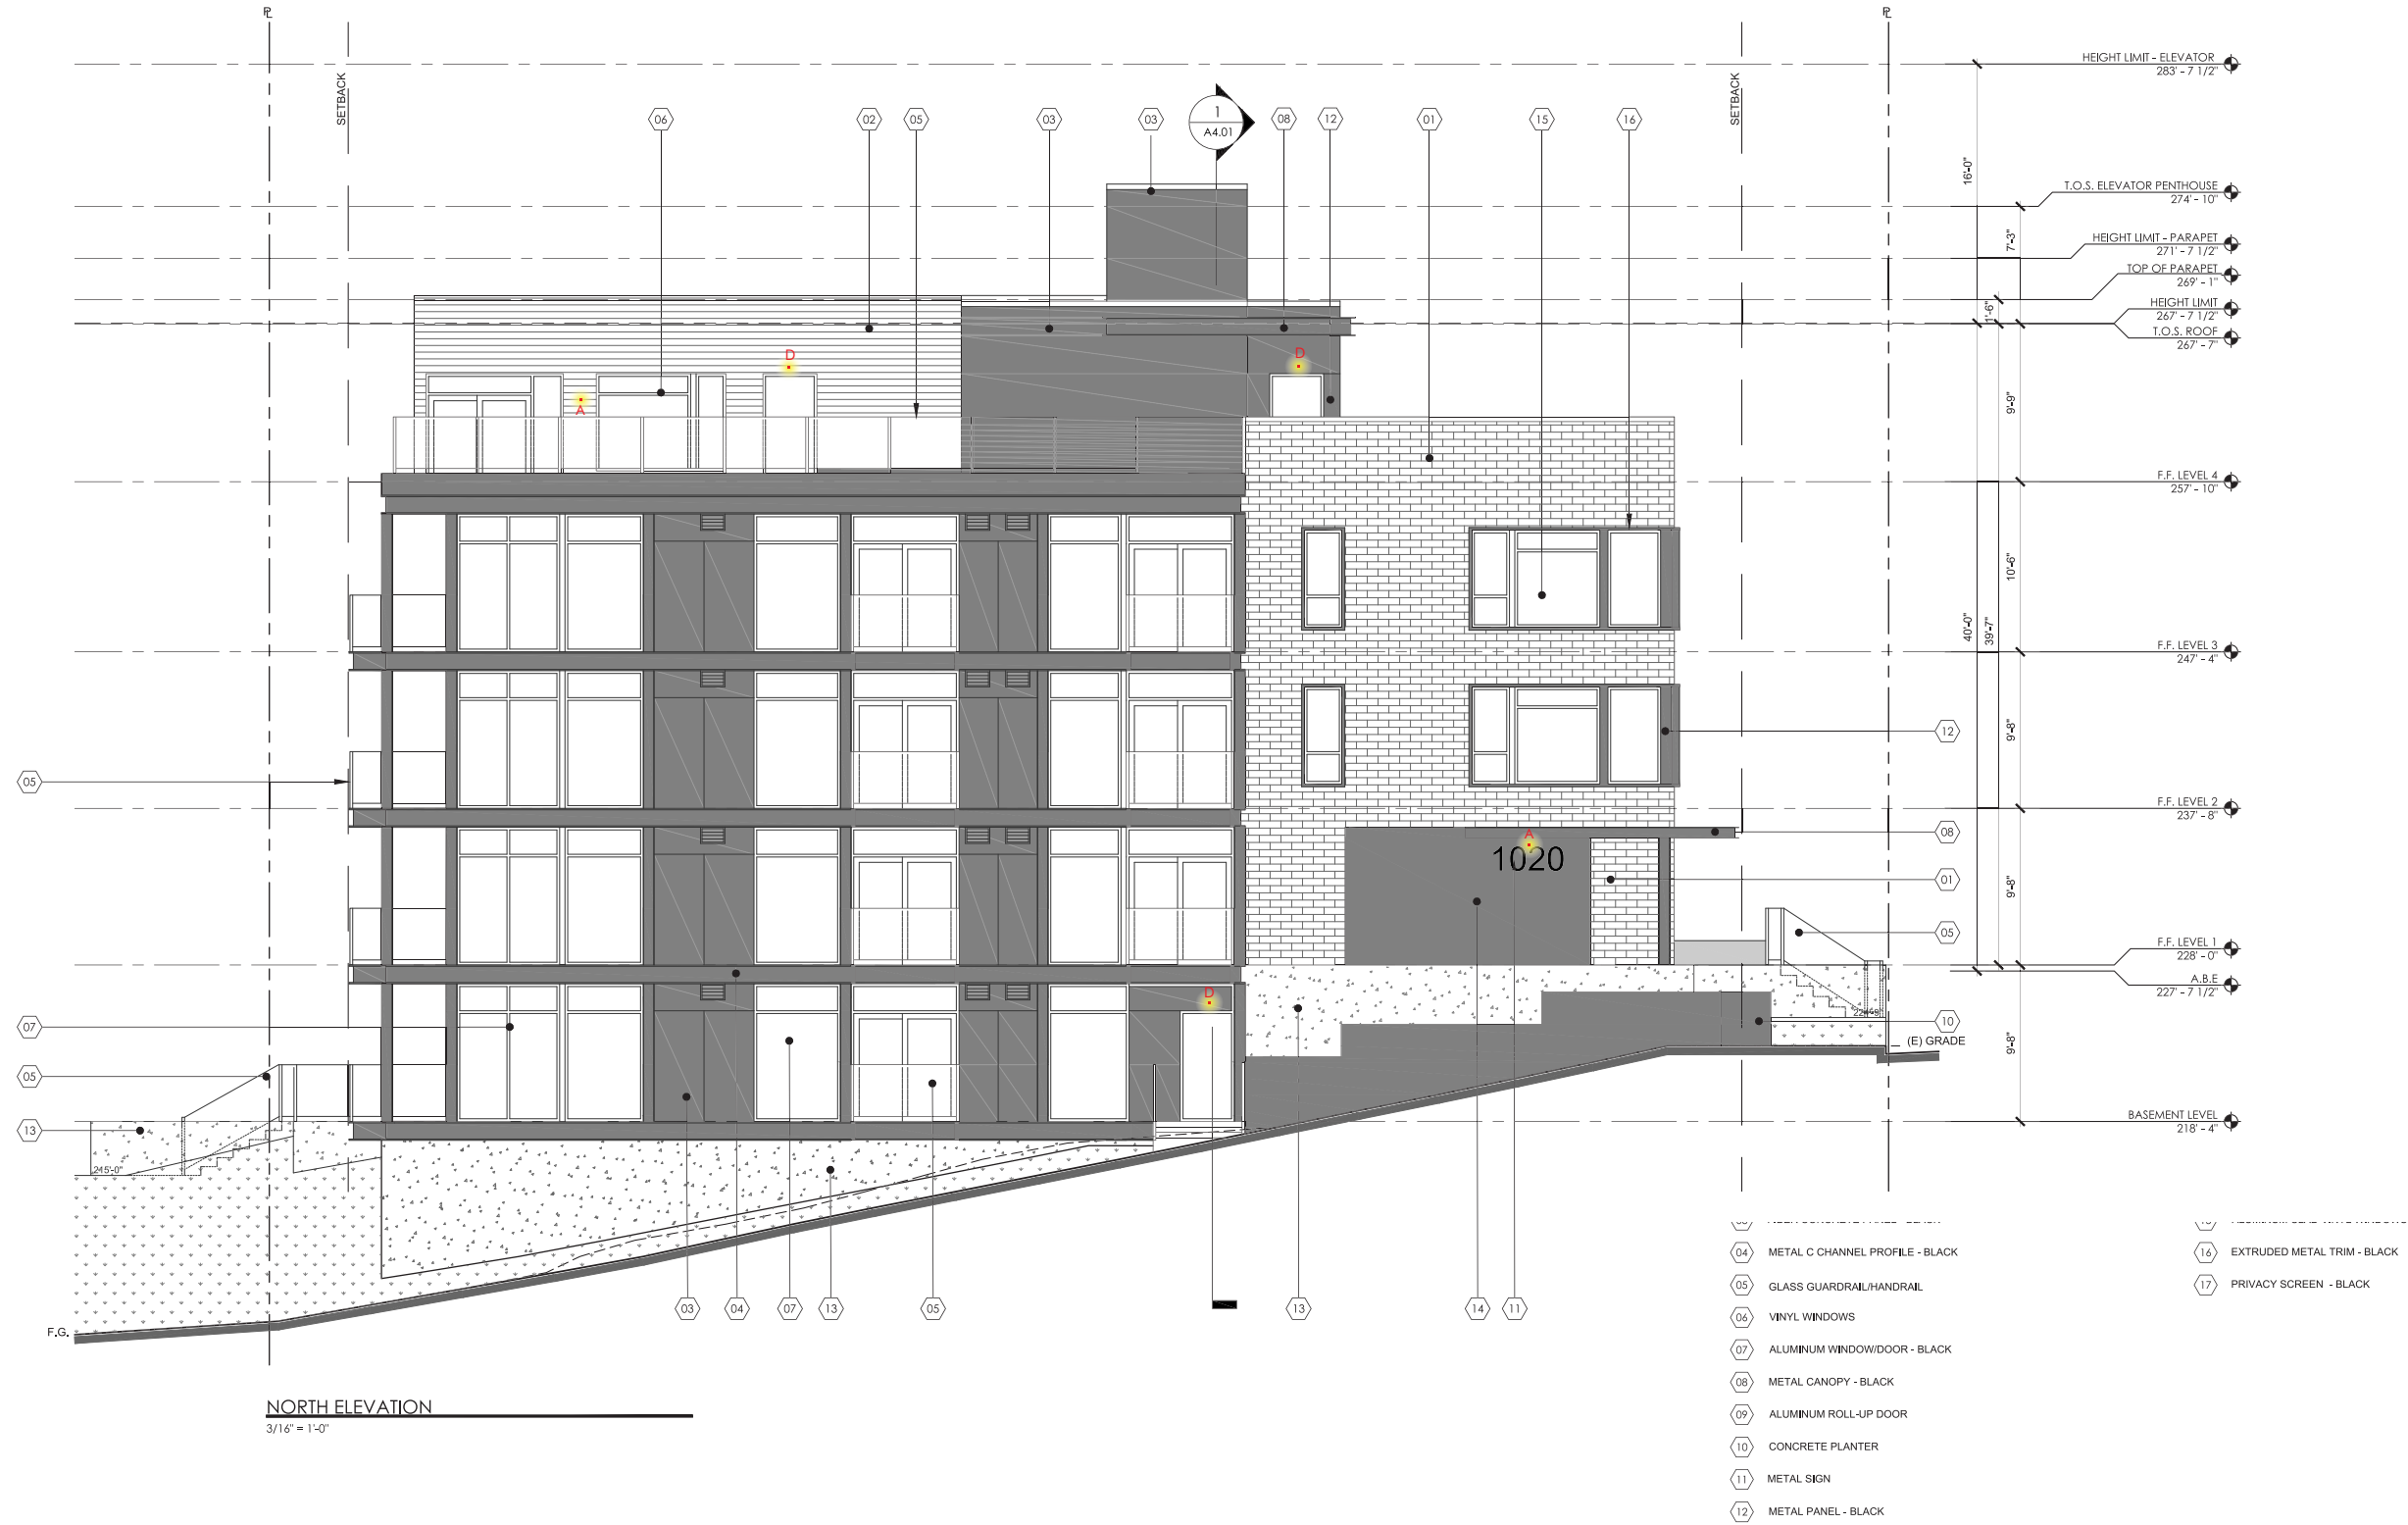 PL
PL
HEIGHT LIMIT - ELEVATOR
283' - 7 1/2"
SETBACK
SETBACK
06
02
05
03
03
1
A4.01
08
12
01
15
16
16'-0"
T.O.S. ELEVATOR PENTHOUSE
274' - 10"
7'-3"
HEIGHT LIMIT - PARAPET
271' - 7 1/2"
TOP OF PARAPET
269' - 1"
1'-6"
HEIGHT LIMIT
267' - 7 1/2"
T.O.S. ROOF
267' - 7"
D
D
A
9'-9"
F.F. LEVEL 4
257' - 10"
10'-6"
40'-0"
39'-7"
F.F. LEVEL 3
247' - 4"
9'-8"
12
05
F.F. LEVEL 2
237' - 8"
08
A
1020
01
9'-8"
05
F.F. LEVEL 1
228' - 0"
A.B.E
227' - 7 1/2"
D
07
10
(E) GRADE
9'-8"
05
13
215'-0"
BASEMENT LEVEL
218' - 4"
F.G.
03
04
07
13
05
13
14
11
04 METAL C CHANNEL PROFILE - BLACK
05 GLASS GUARDRAIL/HANDRAIL
06 VINYL WINDOWS
07 ALUMINUM WINDOW/DOOR - BLACK
08 METAL CANOPY - BLACK
09 ALUMINUM ROLL-UP DOOR
10 CONCRETE PLANTER
11 METAL SIGN
12 METAL PANEL - BLACK
16 EXTRUDED METAL TRIM - BLACK
17 PRIVACY SCREEN - BLACK
NORTH ELEVATION
3/16" = 1'-0"